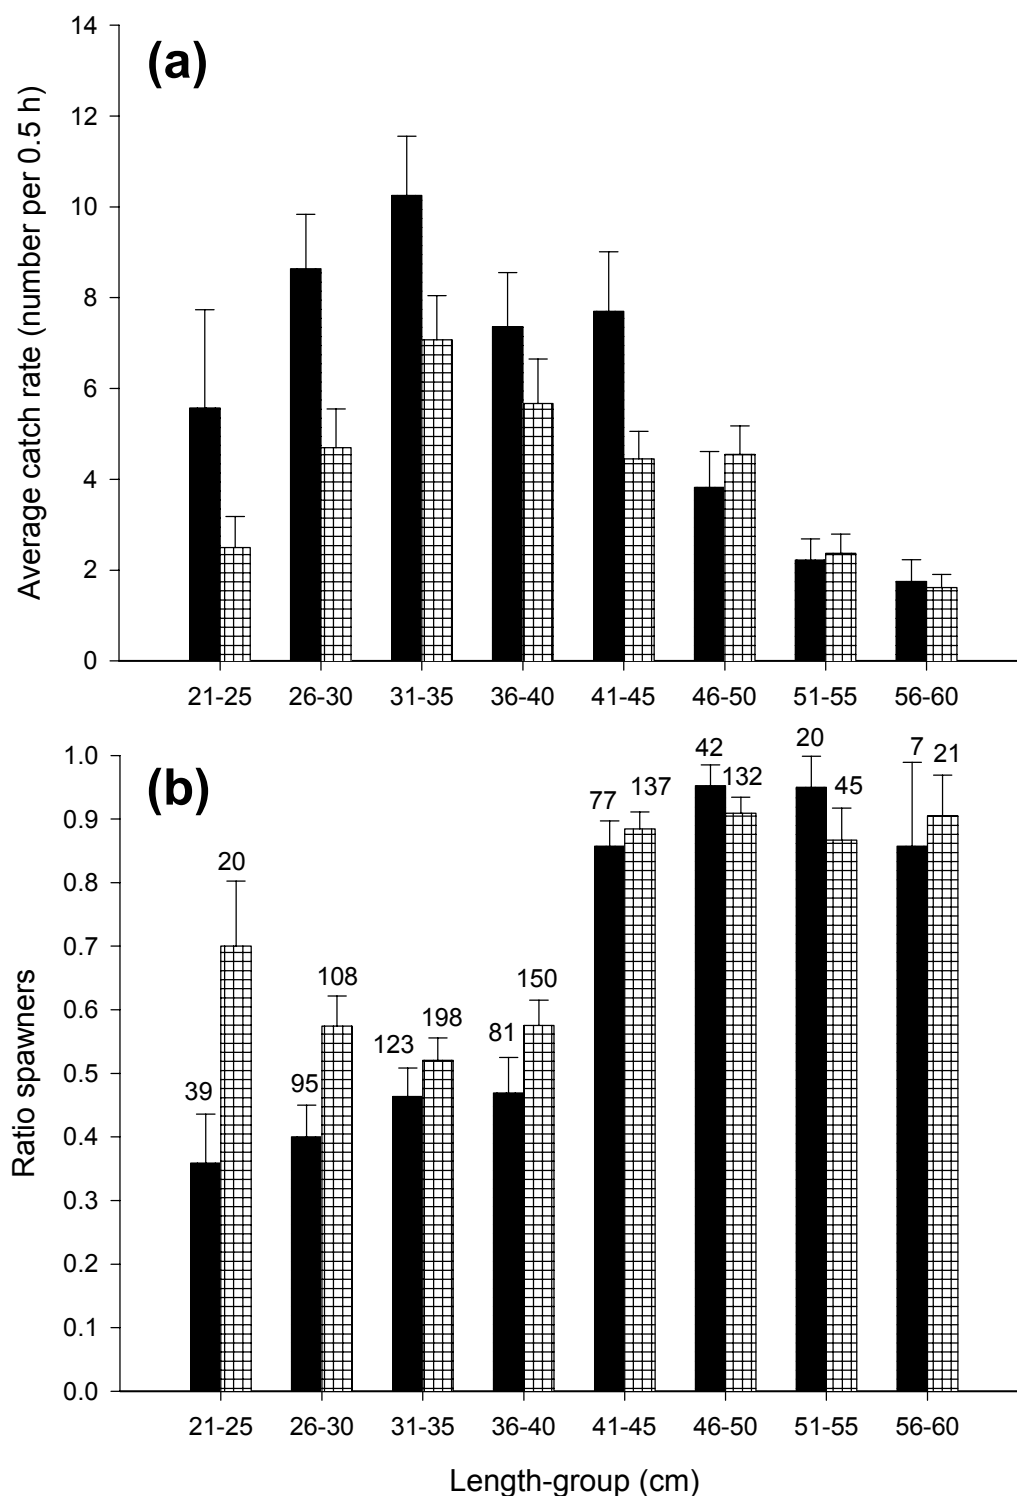 (a)
Average catch rate (number per 0.5 h)
14
12
10
8
6
4
2
0
21-25 26-30 31-35 36-40 41-45 46-50 51-55 56-60
(b)
Ratio spawners
1.0
0.9
0.8
0.7
0.6
0.5
0.4
0.3
0.2
0.1
0.0
39 20 95 108 123 198 81 150 77 137 42 132 20 45 7 21
21-25 26-30 31-35 36-40 41-45 46-50 51-55 56-60
Length-group (cm)